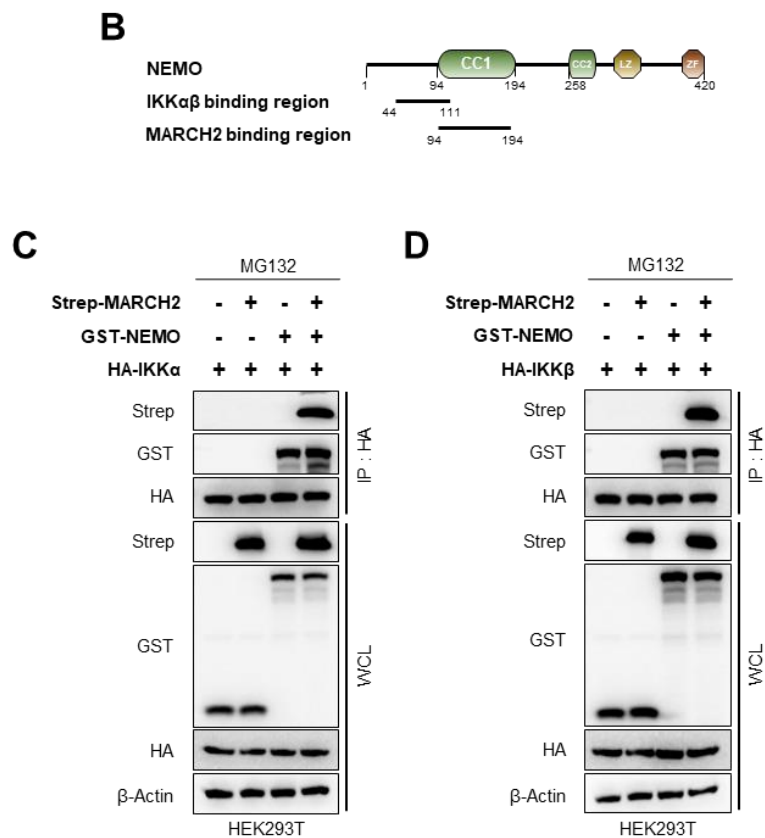 B
NEMO
CC1
CC2
LZ
ZF
1
94
194
258
420
IKKαβ binding region
44
111
MARCH2 binding region
94
194
C
MG132
Strep-MARCH2 - + - +
GST-NEMO - - + +
HA-IKKα + + + +
Strep
GST
HA
IP : HA
Strep
GST
HA
β-Actin
WCL
HEK293T
D
MG132
Strep-MARCH2 - + - +
GST-NEMO - - + +
HA-IKKβ + + + +
Strep
GST
HA
IP : HA
Strep
GST
HA
β-Actin
WCL
HEK293T